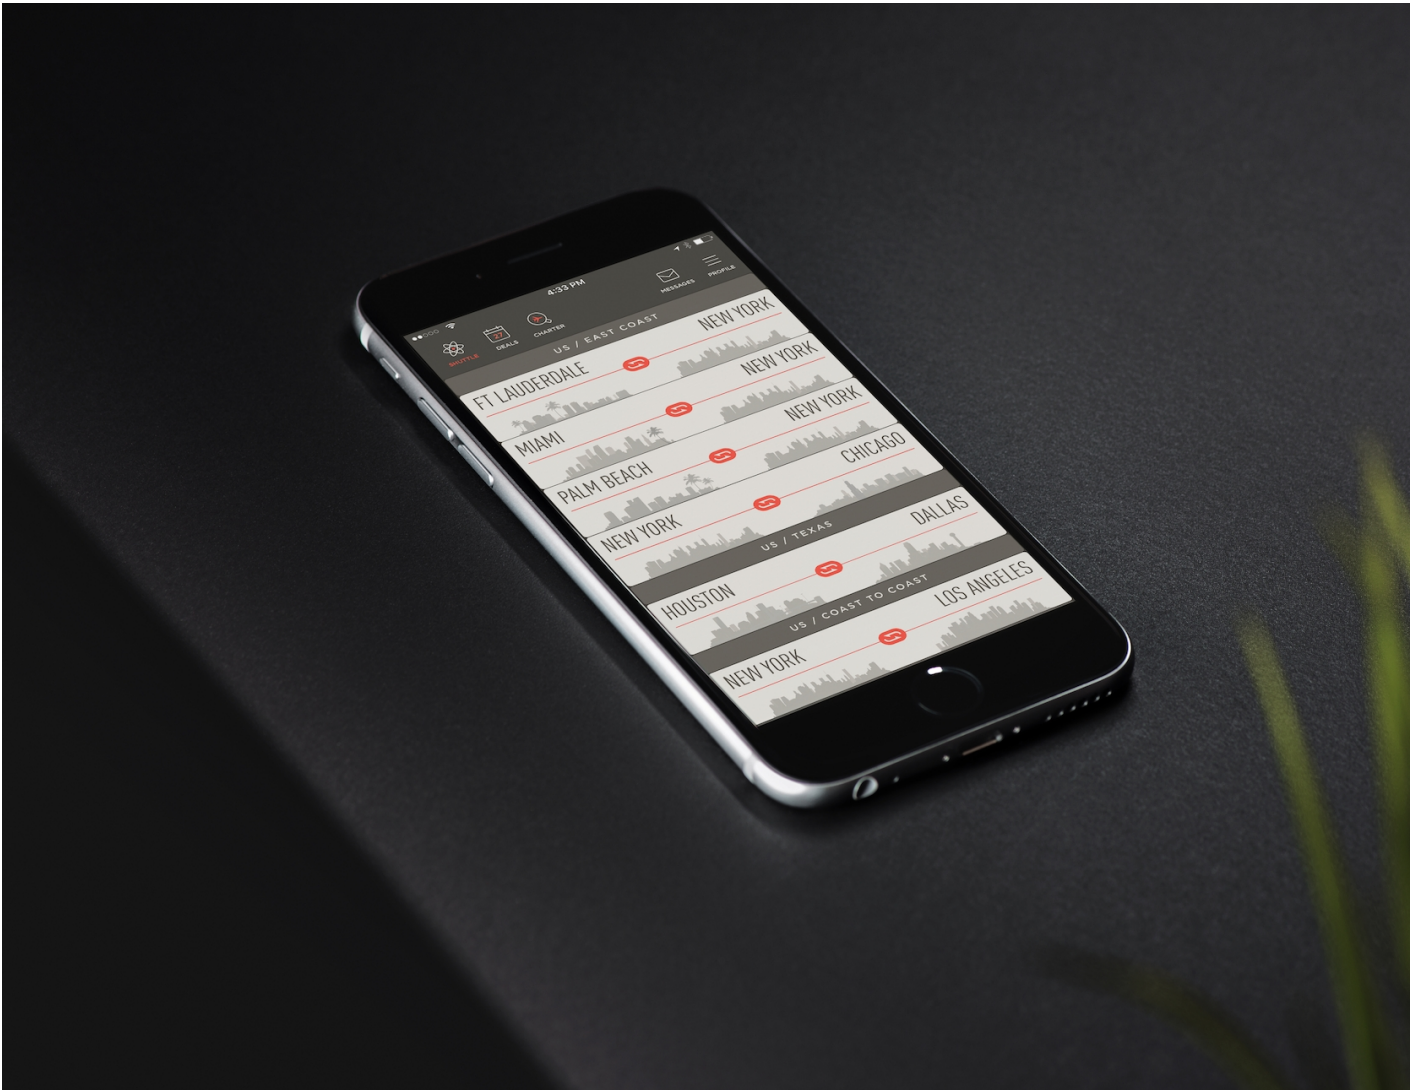 4:33 PM
SHUTTLE
27
DEALS
CHARTER
MESSAGES
PROFILE
US / EAST COAST
FT LAUDERDALE NEW YORK
MIAMI NEW YORK
PALM BEACH NEW YORK
NEW YORK CHICAGO
US / TEXAS
HOUSTON DALLAS
US / COAST TO COAST
NEW YORK LOS ANGELES